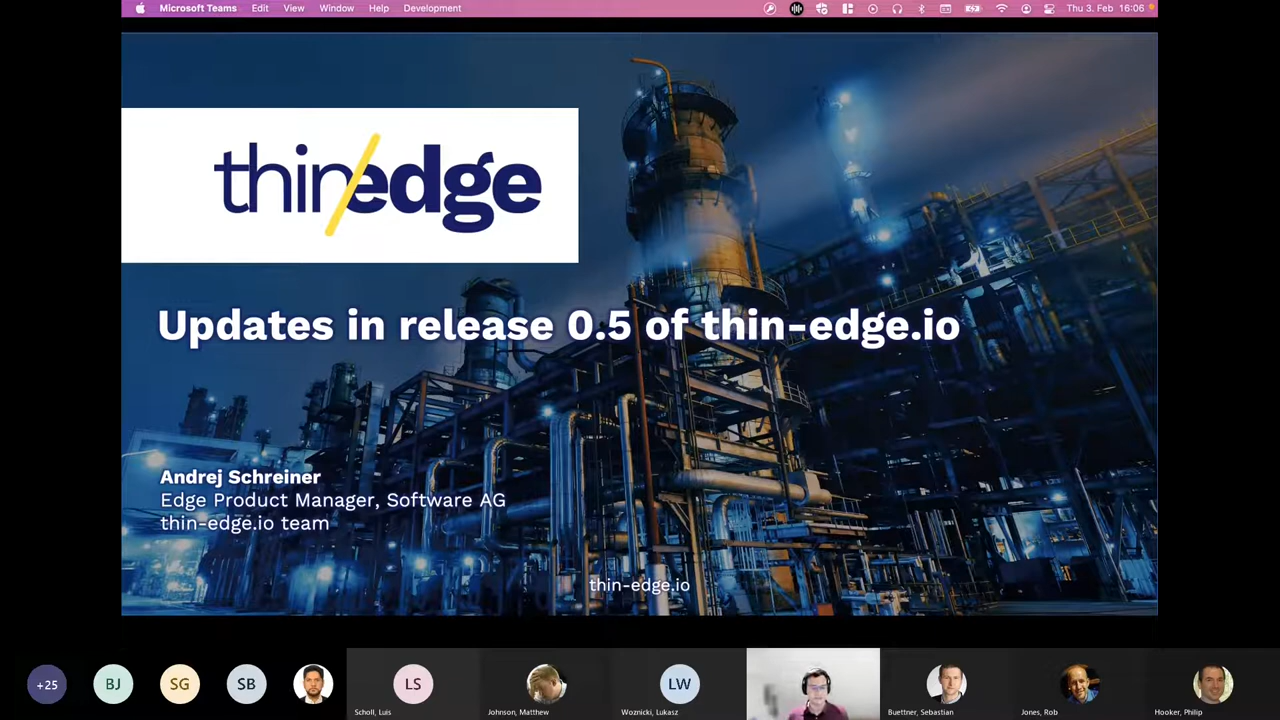 Microsoft Teams Edit View Window Help Development
Thu 3. Feb 16:06
thin/edge
Updates in release 0.5 of thin-edge.io
Andrej Schreiner
Edge Product Manager, Software AG
thin-edge.io team
thin-edge.io
+25
BJ
SG
SB
LS
LW
Scholl, Luis
Johnson, Matthew
Woznicki, Lukasz
Buettner, Sebastian
Jones, Rob
Hooker, Philip